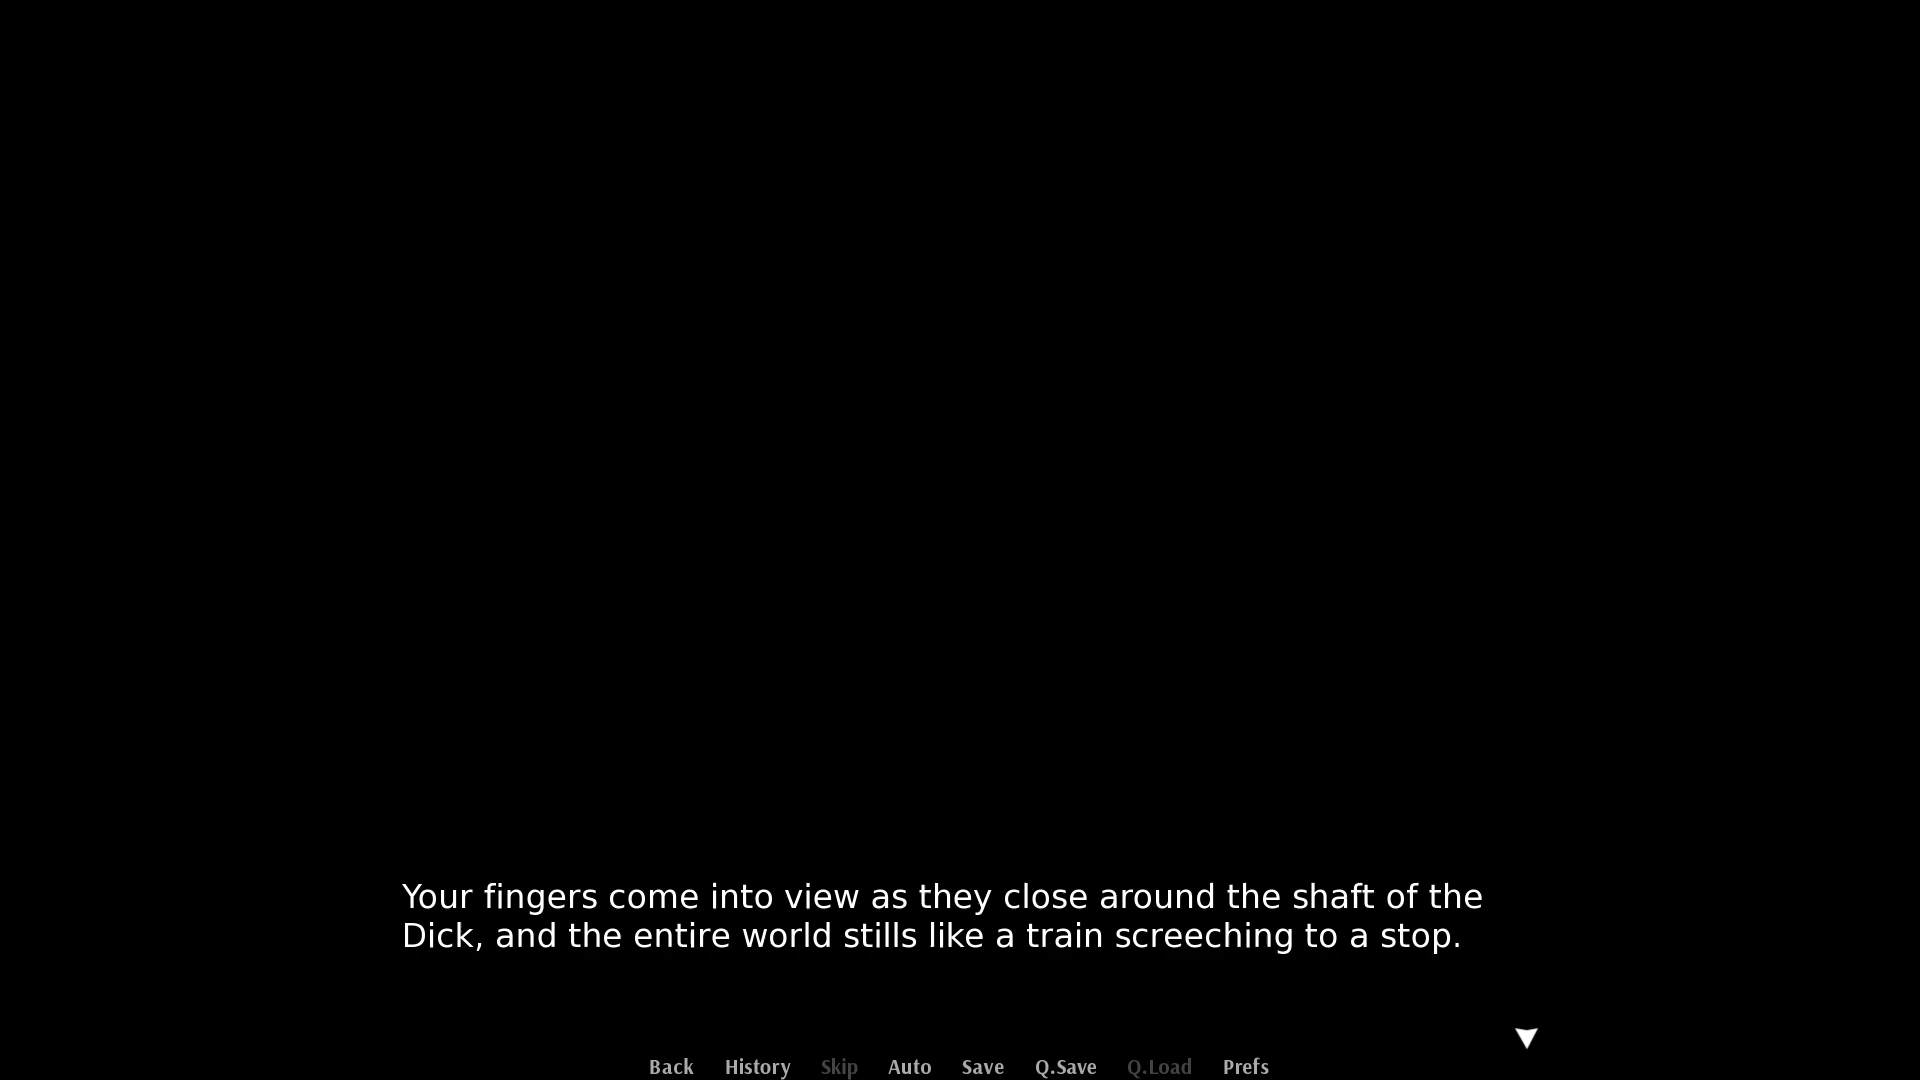 Your fingers come into view as they close around the shaft of the
Dick, and the entire world stills like a train screeching to a stop.
Back History Skip Auto Save Q.Save Q.Load Prefs